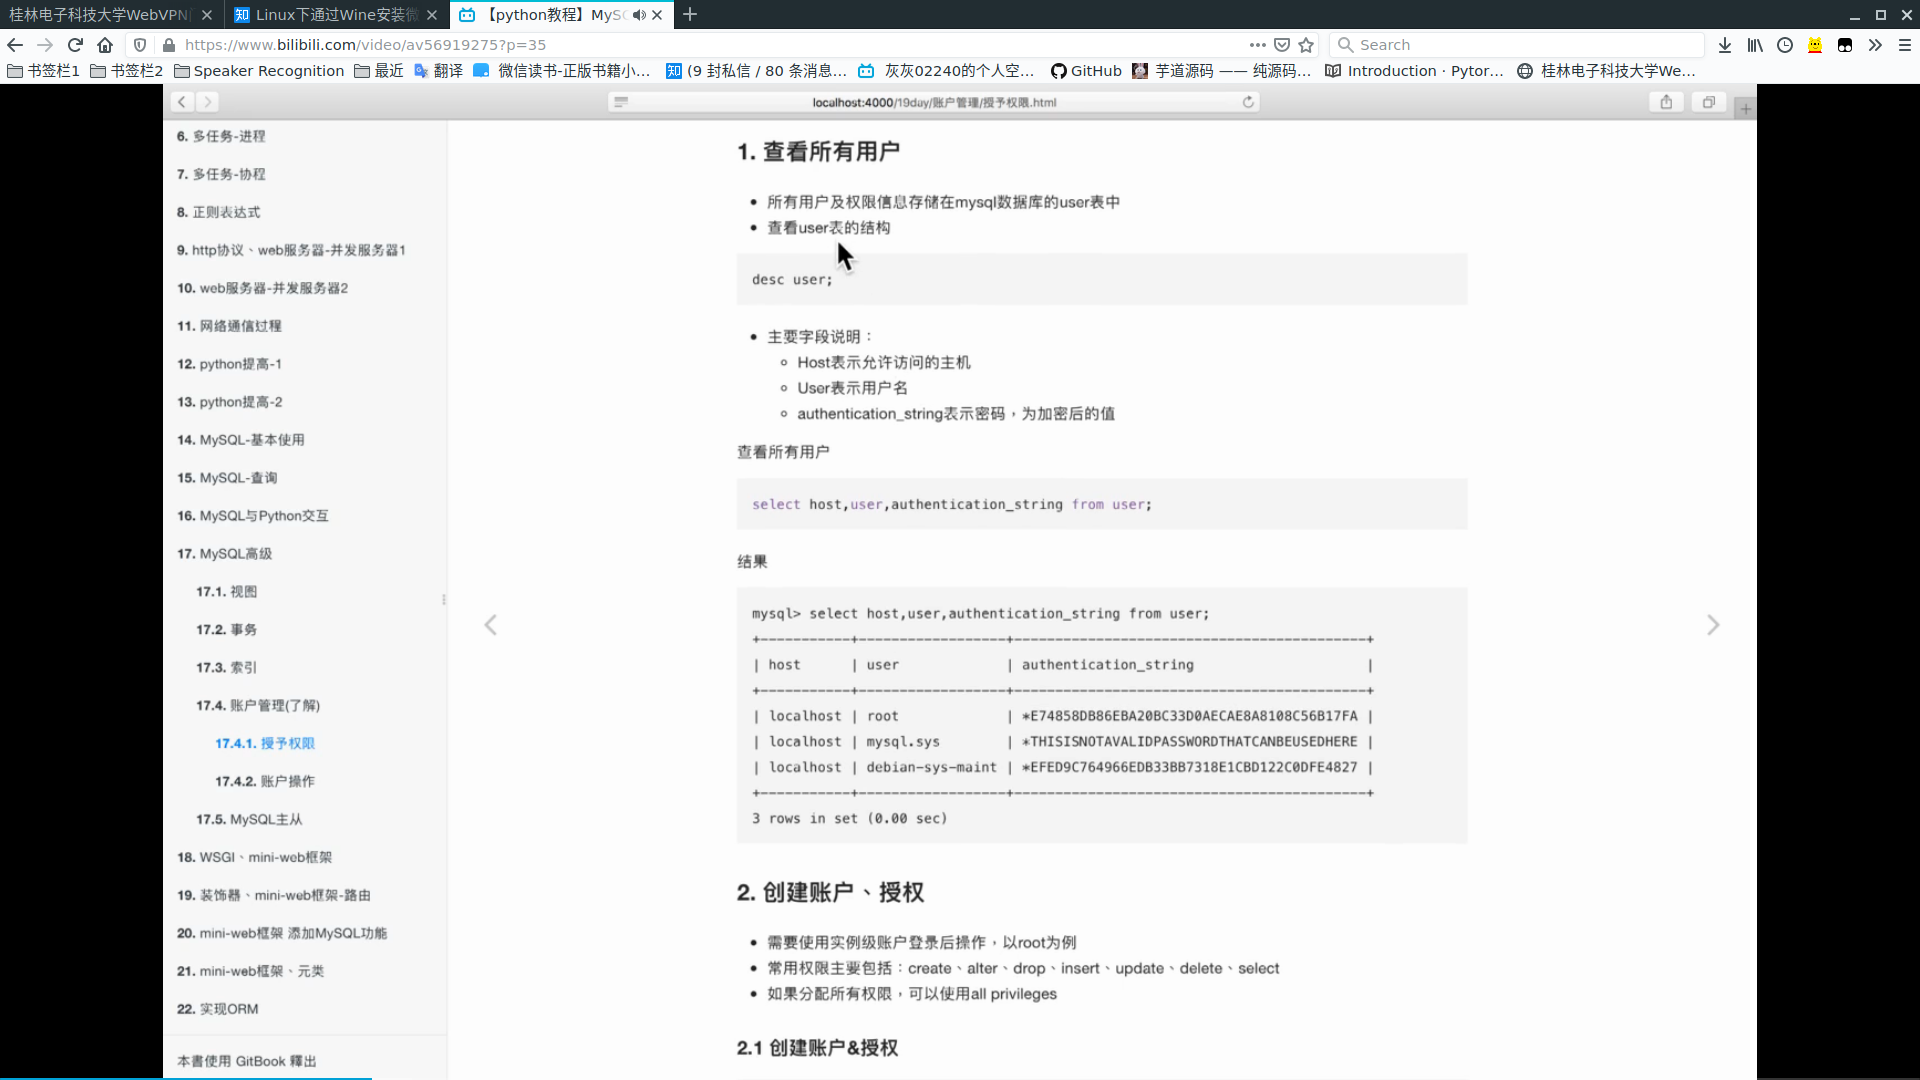 桂林电子科技大学WebVPN
Linux下通过Wine安装微
【python教程】MySQ
https://www.bilibili.com/video/av56919275?p=35
Search
书签栏1
书签栏2
Speaker Recognition
最近
翻译
微信读书-正版书籍小…
(9 封私信 / 80 条消息…
灰灰02240的个人空…
GitHub
芋道源码 —— 纯源码…
Introduction · Pytor…
桂林电子科技大学We…
localhost:4000/19day/账户管理/授予权限.html
6. 多任务-进程
7. 多任务-协程
8. 正则表达式
9. http协议、web服务器-并发服务器1
10. web服务器-并发服务器2
11. 网络通信过程
12. python提高-1
13. python提高-2
14. MySQL-基本使用
15. MySQL-查询
16. MySQL与Python交互
17. MySQL高级
17.1. 视图
17.2. 事务
17.3. 索引
17.4. 账户管理(了解)
17.4.1. 授予权限
17.4.2. 账户操作
17.5. MySQL主从
18. WSGI、mini-web框架
19. 装饰器、mini-web框架-路由
20. mini-web框架 添加MySQL功能
21. mini-web框架、元类
22. 实现ORM
本書使用 GitBook 釋出
1. 查看所有用户
• 所有用户及权限信息存储在mysql数据库的user表中
• 查看user表的结构
desc user;
• 主要字段说明：
◦ Host表示允许访问的主机
◦ User表示用户名
◦ authentication_string表示密码，为加密后的值
查看所有用户
select host,user,authentication_string from user;
结果
mysql> select host,user,authentication_string from user;
+-----------+------------------+-------------------------------------------+
| host      | user             | authentication_string                     |
+-----------+------------------+-------------------------------------------+
| localhost | root             | *E74858DB86EBA20BC33D0AECAE8A8108C56B17FA |
| localhost | mysql.sys        | *THISISNOTAVALIDPASSWORDTHATCANBEUSEDHERE |
| localhost | debian-sys-maint | *EFED9C764966EDB33BB7318E1CBD122C0DFE4827 |
+-----------+------------------+-------------------------------------------+
3 rows in set (0.00 sec)
2. 创建账户、授权
• 需要使用实例级账户登录后操作，以root为例
• 常用权限主要包括：create、alter、drop、insert、update、delete、select
• 如果分配所有权限，可以使用all privileges
2.1 创建账户&授权